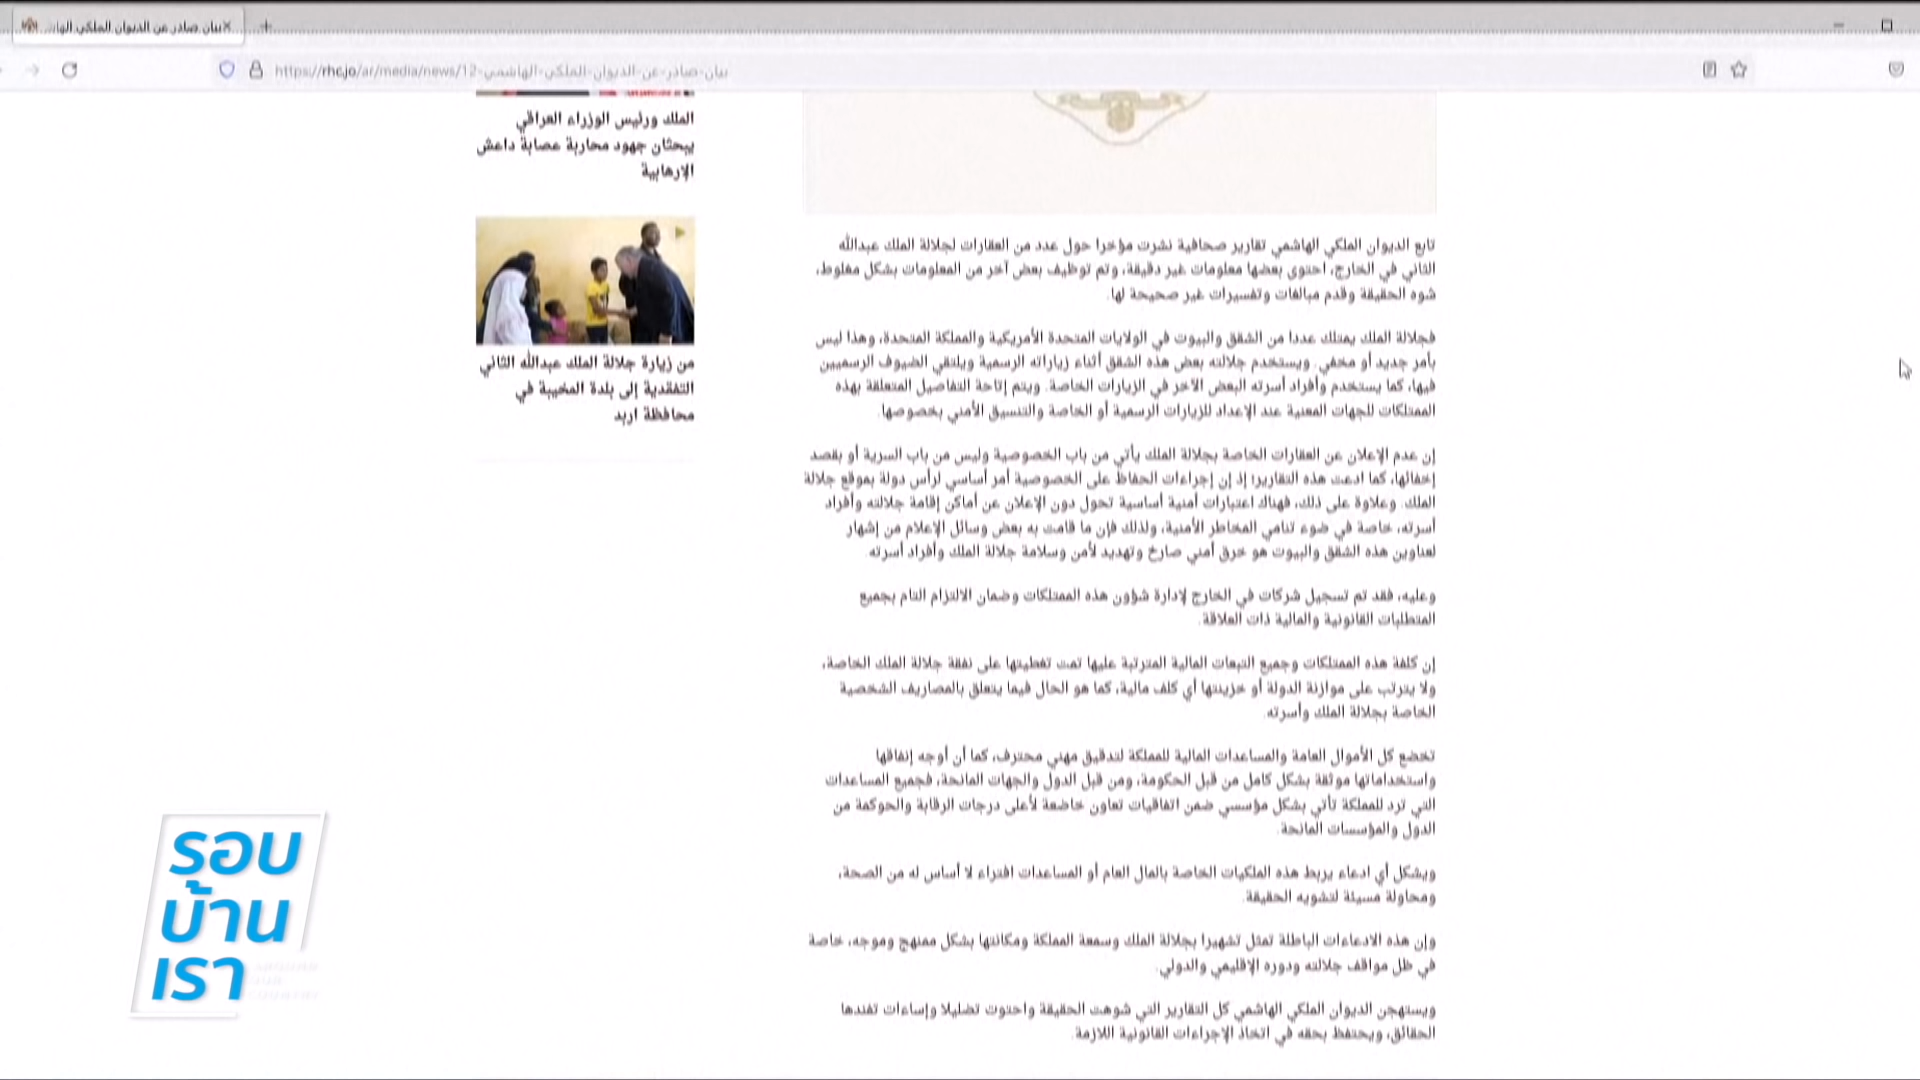 بيان صادر عن الديوان الملكي الها
https://rhc.jo/ar/media/news/12-بيان-صادر-عن-الديوان-الملكي-الهاشمي
الملك ورئيس الوزراء العراقي
يبحثان جهود محاربة عصابة داعش
الإرهابية
من زيارة جلالة الملك عبدالله الثاني
التفقدية إلى بلدة المخيبة في
محافظة اربد
تابع الديوان الملكي الهاشمي تقارير صحافية نشرت مؤخرا حول عدد من العقارات لجلالة الملك عبدالله
الثاني في الخارج، احتوى بعضها معلومات غير دقيقة، وتم توظيف بعض آخر من المعلومات بشكل مغلوط،
شوه الحقيقة وقدم مبالغات وتفسيرات غير صحيحة لها.
فجلالة الملك يمتلك عددا من الشقق والبيوت في الولايات المتحدة الأمريكية والمملكة المتحدة، وهذا ليس
بأمر جديد أو مخفي. ويستخدم جلالته بعض هذه الشقق أثناء زياراته الرسمية ويلتقي الضيوف الرسميين
فيها، كما يستخدم وأفراد أسرته البعض الآخر في الزيارات الخاصة. ويتم إتاحة التفاصيل المتعلقة بهذه
الممتلكات للجهات المعنية عند الإعداد للزيارات الرسمية أو الخاصة والتنسيق الأمني بخصوصها.
إن عدم الإعلان عن العقارات الخاصة بجلالة الملك يأتي من باب الخصوصية وليس من باب السرية أو بقصد
إخفائها، كما ادعت هذه التقارير؛ إذ إن إجراءات الحفاظ على الخصوصية أمر أساسي لرأس دولة بموقع جلالة
الملك. وعلاوة على ذلك، فهناك اعتبارات أمنية أساسية تحول دون الإعلان عن أماكن إقامة جلالته وأفراد
أسرته، خاصة في ضوء تنامي المخاطر الأمنية، ولذلك فإن ما قامت به بعض وسائل الإعلام من إشهار
لعناوين هذه الشقق والبيوت هو خرق أمني صارخ وتهديد لأمن وسلامة جلالة الملك وأفراد أسرته.
وعليه، فقد تم تسجيل شركات في الخارج لإدارة شؤون هذه الممتلكات وضمان الالتزام التام بجميع
المتطلبات القانونية والمالية ذات العلاقة.
إن كلفة هذه الممتلكات وجميع التبعات المالية المترتبة عليها تمت تغطيتها على نفقة جلالة الملك الخاصة،
ولا يترتب على موازنة الدولة أو خزينتها أي كلف مالية، كما هو الحال فيما يتعلق بالمصاريف الشخصية
الخاصة بجلالة الملك وأسرته.
تخضع كل الأموال العامة والمساعدات المالية للمملكة لتدقيق مهني محترف، كما أن أوجه إنفاقها
واستخداماتها موثقة بشكل كامل من قبل الحكومة، ومن قبل الدول والجهات المانحة، فجميع المساعدات
التي ترد للمملكة تأتي بشكل مؤسسي ضمن اتفاقيات تعاون خاضعة لأعلى درجات الرقابة والحوكمة من
الدول والمؤسسات المانحة.
ويشكل أي ادعاء يربط هذه الملكيات الخاصة بالمال العام أو المساعدات افتراء لا أساس له من الصحة،
ومحاولة مسيئة لتشويه الحقيقة.
وإن هذه الادعاءات الباطلة تمثل تشهيرا بجلالة الملك وسمعة المملكة ومكانتها بشكل ممنهج وموجه، خاصة
في ظل مواقف جلالته ودوره الإقليمي والدولي.
ويستهجن الديوان الملكي الهاشمي كل التقارير التي شوهت الحقيقة واحتوت تضليلا وإساءات تفندها
الحقائق، ويحتفظ بحقه في اتخاذ الإجراءات القانونية اللازمة.
รอบ
บ้าน
เรา